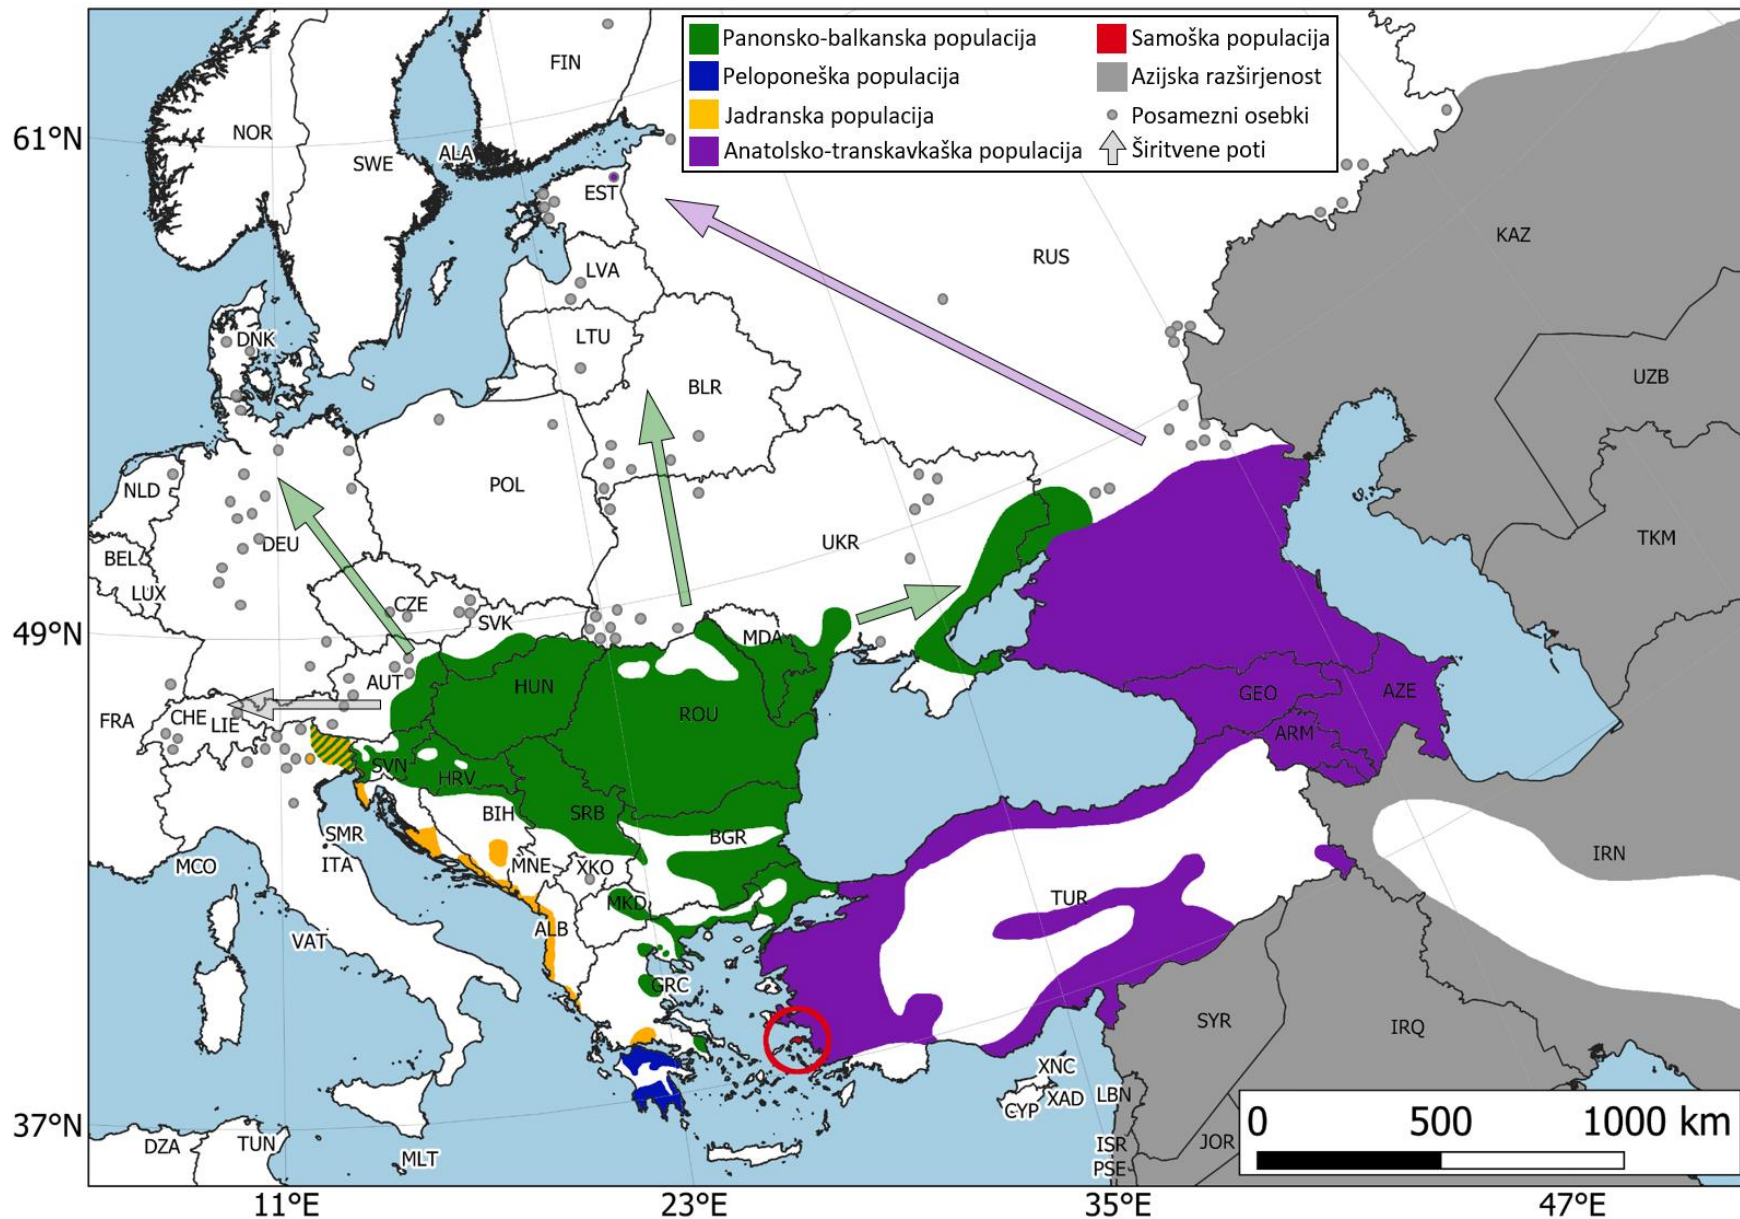 Panonsko-balkanska populacija
Peloponeška populacija
Jadranska populacija
Anatolsko-transkavkaška populacija
Samoška populacija
Azijska razširjenost
Posamezni osebki
Širitvene poti
61°N
49°N
37°N
11°E
23°E
35°E
47°E
FIN
NOR
SWE
ALA
EST
RUS
KAZ
LVA
LTU
DNK
BLR
UZB
NLD
POL
BEL
DEU
UKR
TKM
LUX
CZE
SVK
MDA
AUT
HUN
FRA
CHE
LIE
ROU
GEO
AZE
ARM
SVN
HRV
BIH
SRB
BGR
SMR
ITA
MCO
MNE
XKO
IRN
MKD
TUR
ALB
VAT
GRC
SYR
IRQ
XNC
CYP
XAD
LBN
DZA
TUN
MLT
ISR
JOR
PSE
0 500 1000 km